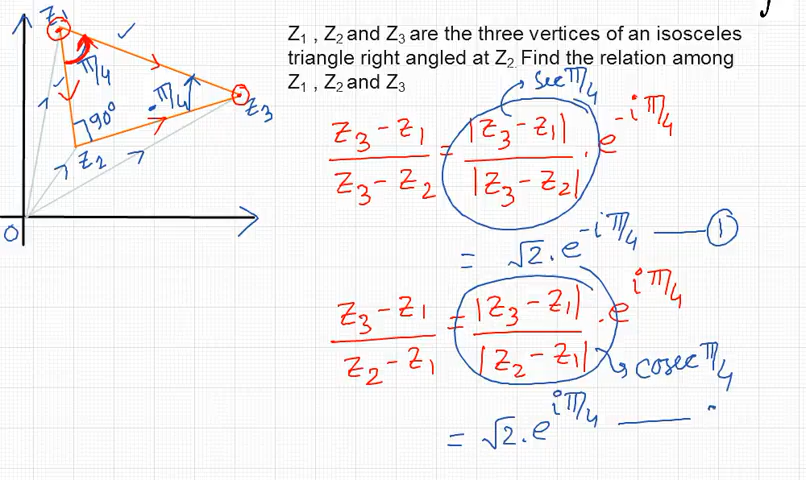 Z₁ , Z₂ and Z₃ are the three vertices of an isosceles
triangle right angled at Z₂ Find the relation among
Z₁ , Z₂ and Z₃
Z₁
π/4
90°
π/4
Z₂
Z₃
O
sec π/4
(Z₃ - Z₁)/(Z₃ - Z₂) = |Z₃ - Z₁|/|Z₃ - Z₂| . e^(-iπ/4)
= √2 . e^(-iπ/4) —— ①
(Z₃ - Z₁)/(Z₂ - Z₁) = |Z₃ - Z₁|/|Z₂ - Z₁| . e^(iπ/4)
cosec π/4
= √2 . e^(iπ/4) ——